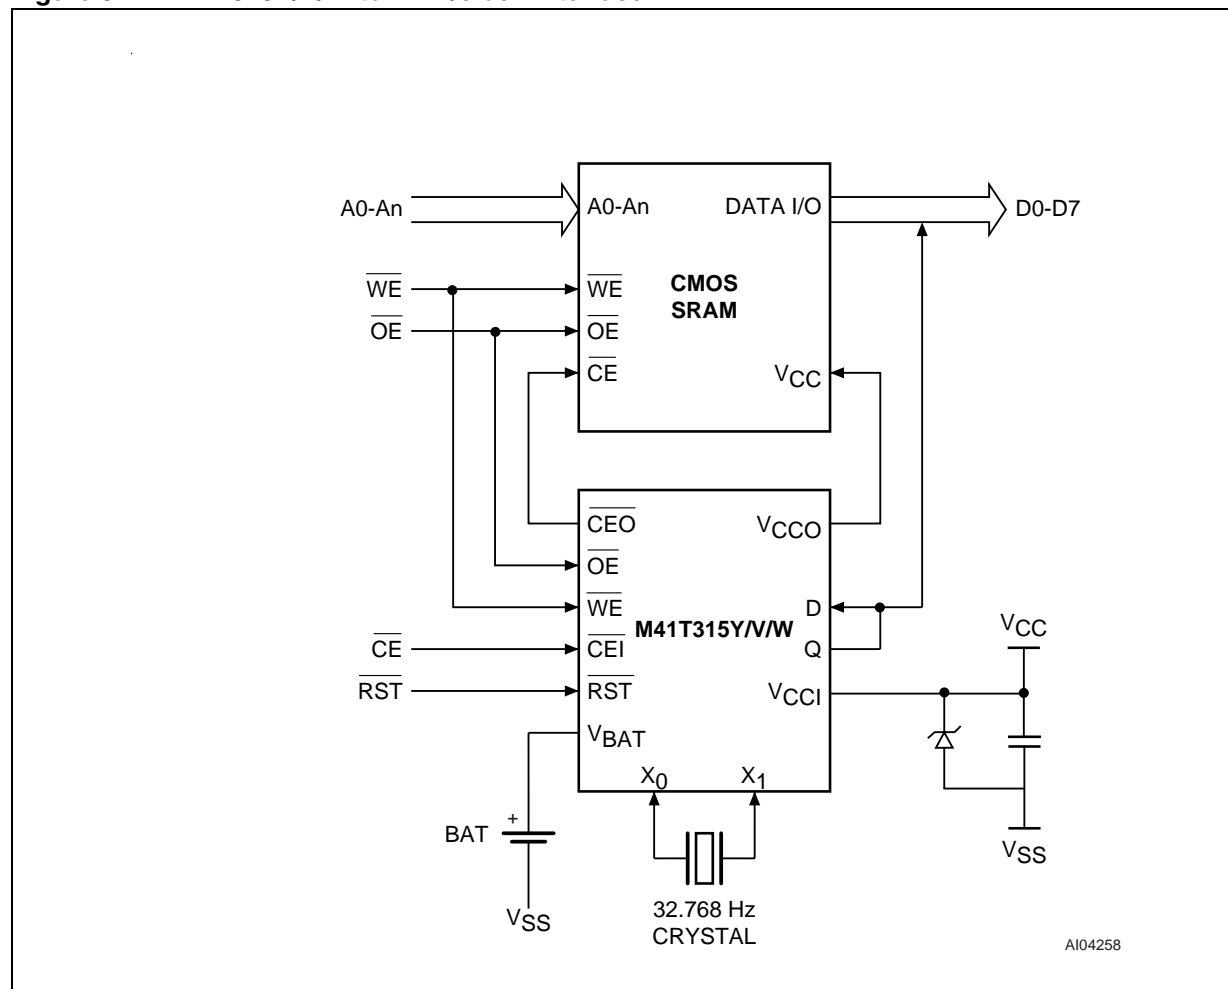 A0-An
A0-An
DATA I/O
D0-D7
WE
WE
CMOS
SRAM
OE
OE
CE
VCC
CEO
VCCO
OE
WE
D
M41T315Y/V/W
VCC
CE
CEI
Q
RST
RST
VCCI
VBAT
X0
X1
BAT
+
VSS
VSS
32.768 Hz
CRYSTAL
AI04258